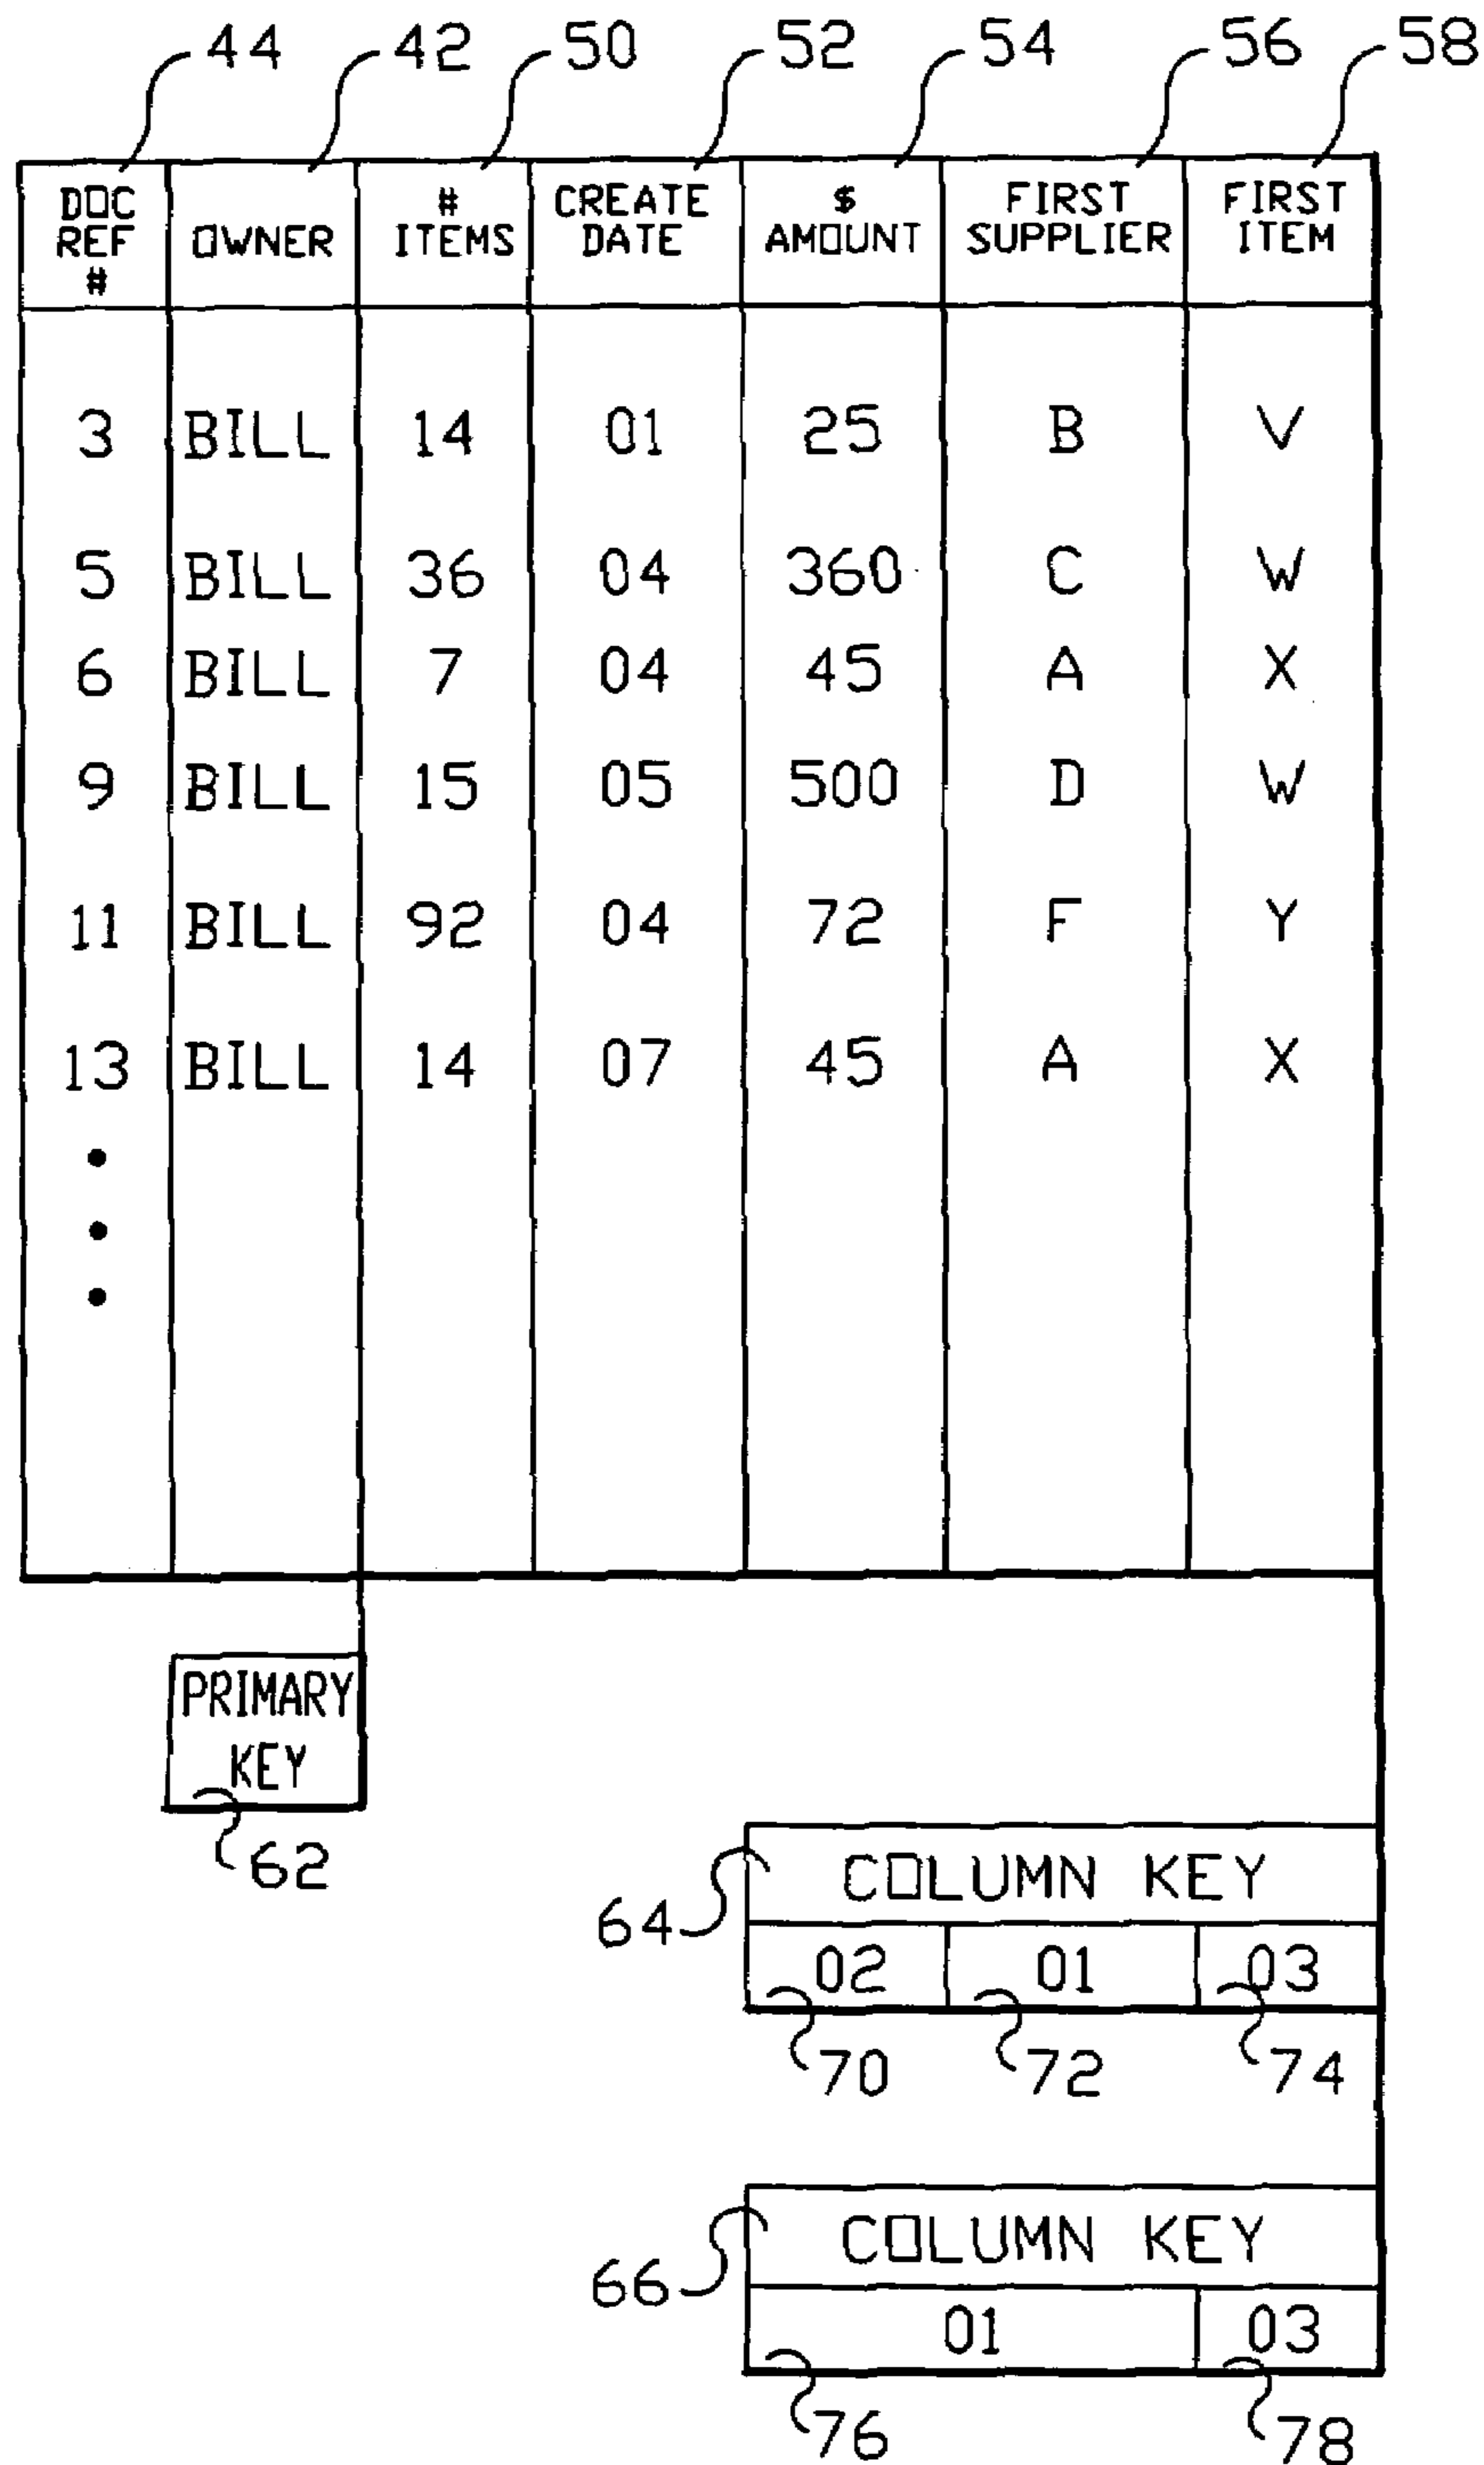 44 42 50 52 54 56 58
DOC REF # OWNER # ITEMS CREATE DATE $ AMOUNT FIRST SUPPLIER FIRST ITEM
3 BILL 14 01 25 B V
5 BILL 36 04 360 C W
6 BILL 7 04 45 A X
9 BILL 15 05 500 D W
11 BILL 92 04 72 F Y
13 BILL 14 07 45 A X
PRIMARY
KEY
62
COLUMN KEY
64
02 01 03
70 72 74
COLUMN KEY
66
01 03
76 78